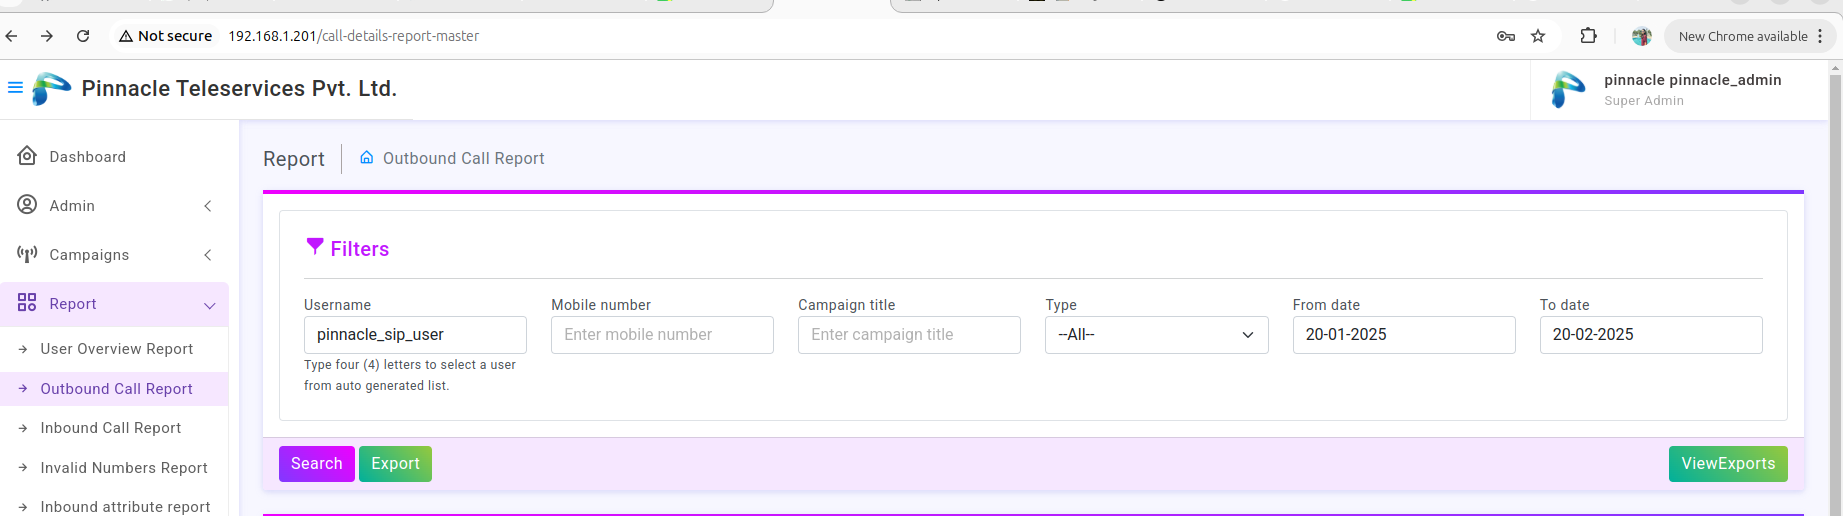 Not secure 192.168.1.201/call-details-report-master New Chrome available
Pinnacle Teleservices Pvt. Ltd.
pinnacle pinnacle_admin
Super Admin
Dashboard
Admin
Campaigns
Report
User Overview Report
Outbound Call Report
Inbound Call Report
Invalid Numbers Report
Inbound attribute report
Report
Outbound Call Report
Filters
Username Mobile number Campaign title Type From date To date
pinnacle_sip_user Enter mobile number Enter campaign title --All-- 20-01-2025 20-02-2025
Type four (4) letters to select a user
from auto generated list.
Search Export ViewExports